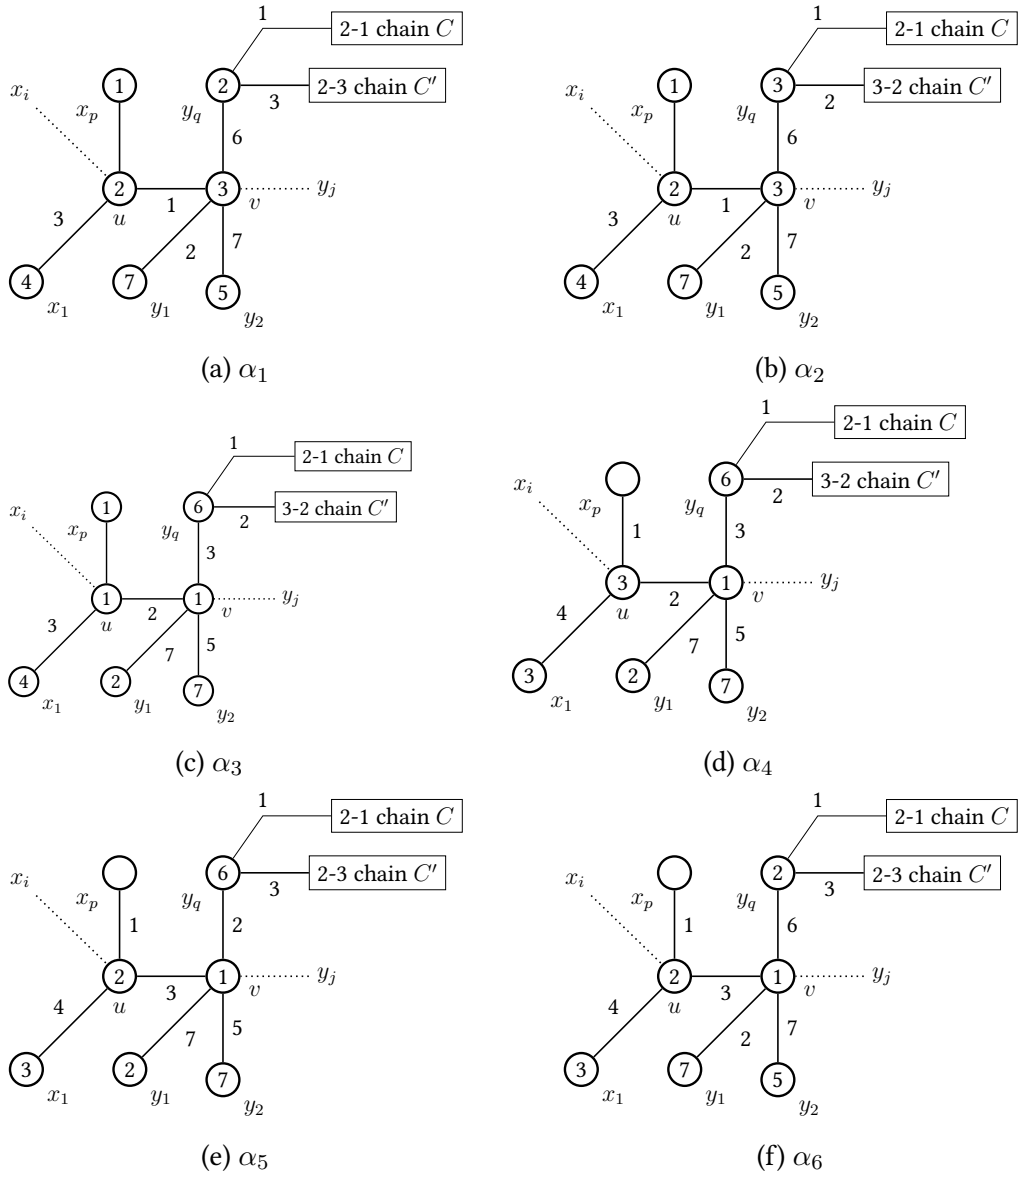 1
2-1 chain C
1
2
2-3 chain C′
3
x_i
x_p
y_q
6
2
3
y_j
3
1
u
v
2
7
4
7
5
x_1
y_1
y_2
(a) α_1
1
2-1 chain C
1
3
3-2 chain C′
2
x_i
x_p
y_q
6
2
3
y_j
3
1
u
v
2
7
4
7
5
x_1
y_1
y_2
(b) α_2
1
2-1 chain C
1
6
3-2 chain C′
2
x_i
x_p
y_q
3
1
1
y_j
3
2
u
v
7
5
4
2
7
x_1
y_1
y_2
(c) α_3
1
2-1 chain C
6
3-2 chain C′
2
x_i
x_p
y_q
1
3
3
1
y_j
4
2
u
v
7
5
3
2
7
x_1
y_1
y_2
(d) α_4
1
2-1 chain C
6
2-3 chain C′
3
x_i
x_p
y_q
1
2
2
1
y_j
4
3
u
v
7
5
3
2
7
x_1
y_1
y_2
(e) α_5
1
2-1 chain C
2
2-3 chain C′
3
x_i
x_p
y_q
1
6
2
1
y_j
4
3
u
v
2
7
3
7
5
x_1
y_1
y_2
(f) α_6